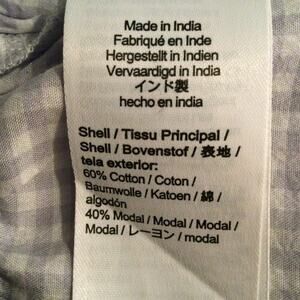 Made in India
Fabriqué en Inde
Hergestellt in Indien
Vervaardigd in India
インド製
hecho en india
Shell / Tissu Principal /
Shell / Bovenstof / 表地 /
tela exterior:
60% Cotton / Coton /
Baumwolle / Katoen / 綿 /
algodón
40% Modal / Modal / Modal /
Modal / レーヨン / modal